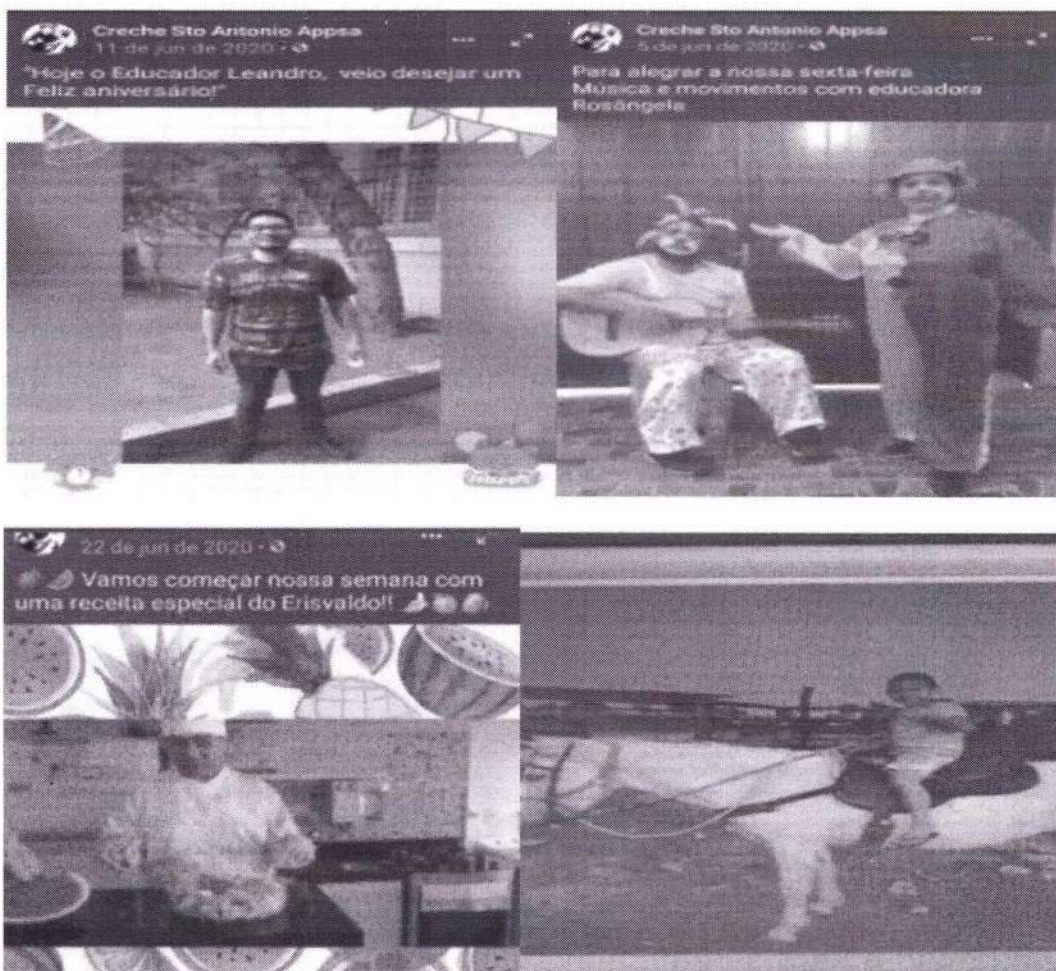 Creche Sto Antonio Appsa
11 de jun de 2020 ·
"Hoje o Educador Leandro, veio desejar um
Feliz aniversário!"
Creche Sto Antonio Appsa
5 de jun de 2020 ·
Para alegrar a nossa sexta-feira
Música e movimentos com educadora
Rosângela
22 de jun de 2020 ·
Vamos começar nossa semana com
uma receita especial do Erisvaldo!!